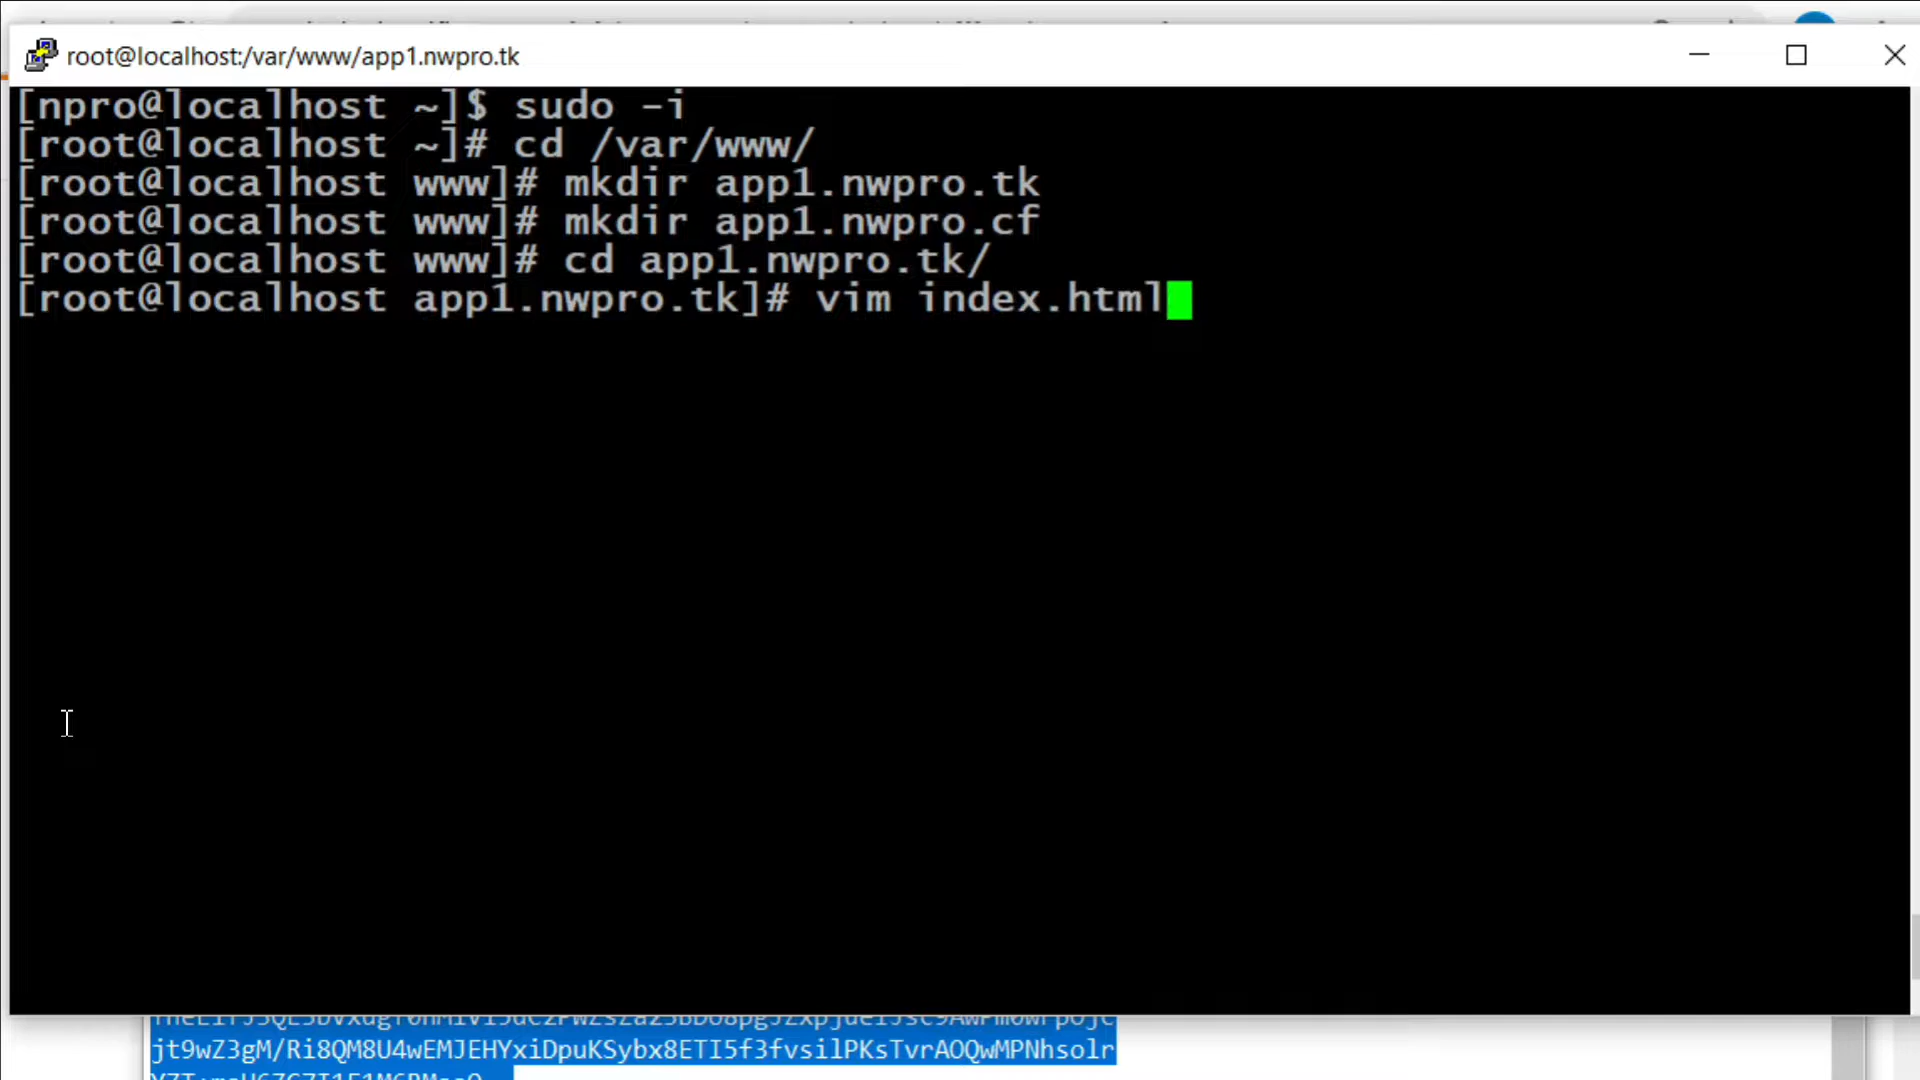 root@localhost:/var/www/app1.nwpro.tk
[npro@localhost ~]$ sudo -i
[root@localhost ~]# cd /var/www/
[root@localhost www]# mkdir app1.nwpro.tk
[root@localhost www]# mkdir app1.nwpro.cf
[root@localhost www]# cd app1.nwpro.tk/
[root@localhost app1.nwpro.tk]# vim index.html
jt9wZ3gM/Ri8QM8U4wEMJEHYxiDpuKSybx8ETI5f3fvsilPKsTvrAOQwMPNhsolr